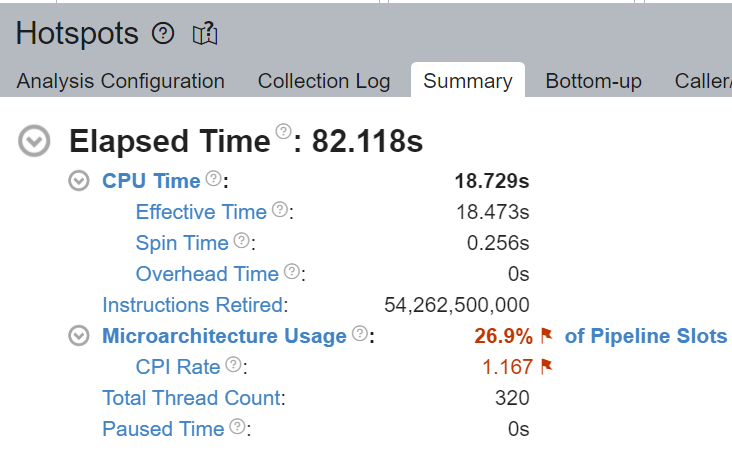 Hotspots ? ?
Analysis Configuration Collection Log Summary Bottom-up Caller/
Elapsed Time ?: 82.118s
CPU Time ?: 18.729s
Effective Time ?: 18.473s
Spin Time ?: 0.256s
Overhead Time ?: 0s
Instructions Retired: 54,262,500,000
Microarchitecture Usage ?: 26.9% of Pipeline Slots
CPI Rate ?: 1.167
Total Thread Count: 320
Paused Time ?: 0s